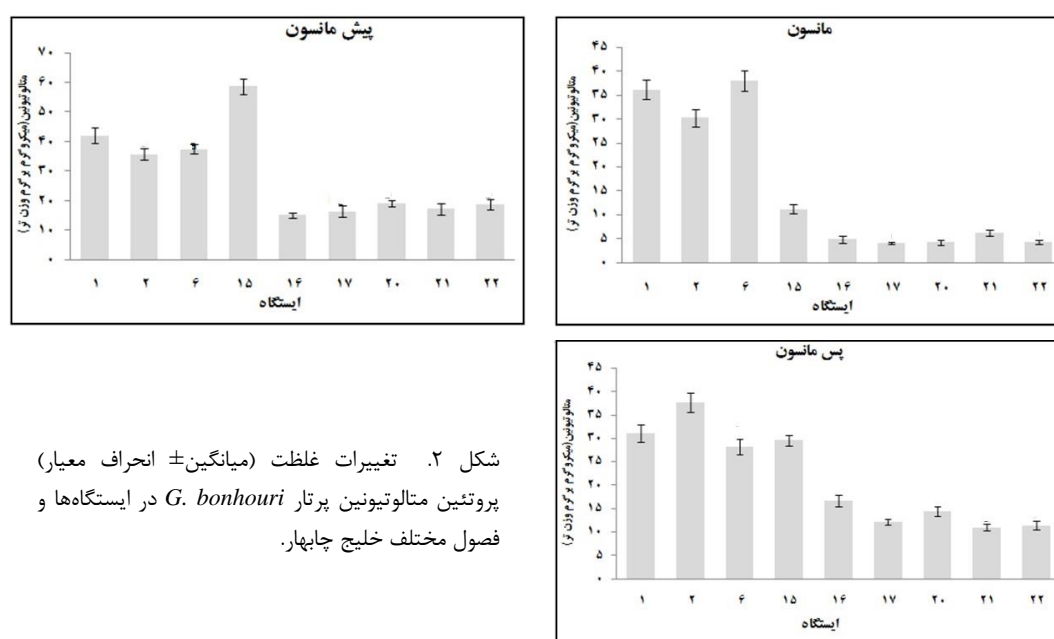 پیش مانسون
متالوتیونین(میکروگرم بر گرم وزن تر)
۷۰
۶۰
۵۰
۴۰
۳۰
۲۰
۱۰
۰
۱ ۲ ۶ ۱۵ ۱۶ ۱۷ ۲۰ ۲۱ ۲۲
ایستگاه
مانسون
متالوتیونین(میکروگرم بر گرم وزن تر)
۴۵
۴۰
۳۵
۳۰
۲۵
۲۰
۱۵
۱۰
۵
۰
۱ ۲ ۶ ۱۵ ۱۶ ۱۷ ۲۰ ۲۱ ۲۲
ایستگاه
پس مانسون
متالوتیونین(میکروگرم بر گرم وزن تر)
۴۵
۴۰
۳۵
۳۰
۲۵
۲۰
۱۵
۱۰
۵
۰
۱ ۲ ۶ ۱۵ ۱۶ ۱۷ ۲۰ ۲۱ ۲۲
ایستگاه
شکل ۲. تغییرات غلظت (میانگین± انحراف معیار)
پروتئین متالوتیونین پرتار G. bonhouri در ایستگاه‌ها و
فصول مختلف خلیج چابهار.